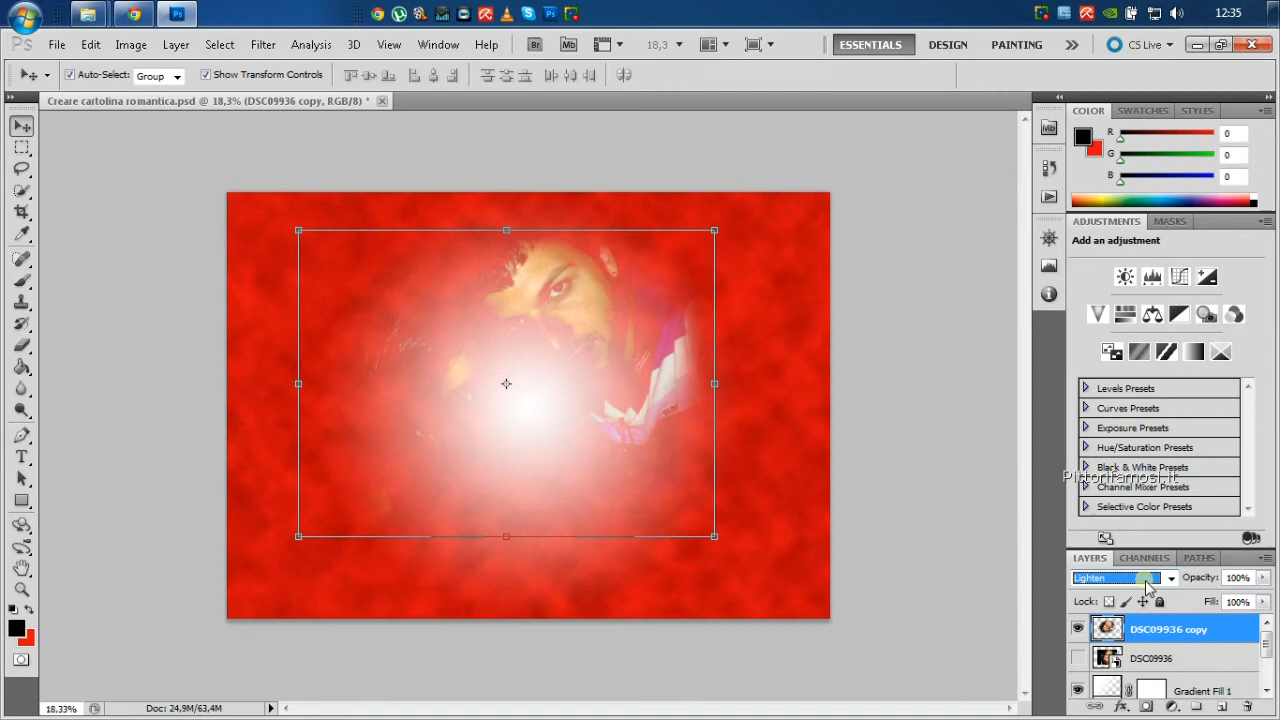 12:35
Ps File Edit Image Layer Select Filter Analysis 3D View Window Help Br Mb 18,3 ESSENTIALS DESIGN PAINTING CS Live
Auto-Select: Group Show Transform Controls
Creare cartolina romantica.psd @ 18,3% (DSC09936 copy, RGB/8) *
COLOR SWATCHES STYLES
R 0
G 0
B 0
ADJUSTMENTS MASKS
Add an adjustment
Levels Presets
Curves Presets
Exposure Presets
Hue/Saturation Presets
Black & White Presets
Pittorifamosi.it
Channel Mixer Presets
Selective Color Presets
LAYERS CHANNELS PATHS
Lighten Opacity: 100%
Lock: Fill: 100%
DSC09936 copy
DSC09936
Gradient Fill 1
18,33% Doc: 24,9M/63,4M